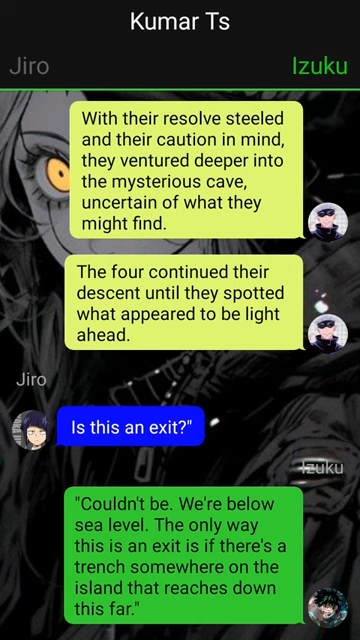 Kumar Ts
Jiro
Izuku
With their resolve steeled
and their caution in mind,
they ventured deeper into
the mysterious cave,
uncertain of what they
might find.
The four continued their
descent until they spotted
what appeared to be light
ahead.
Jiro
Is this an exit?"
Izuku
"Couldn't be. We're below
sea level. The only way
this is an exit is if there's a
trench somewhere on the
island that reaches down
this far."